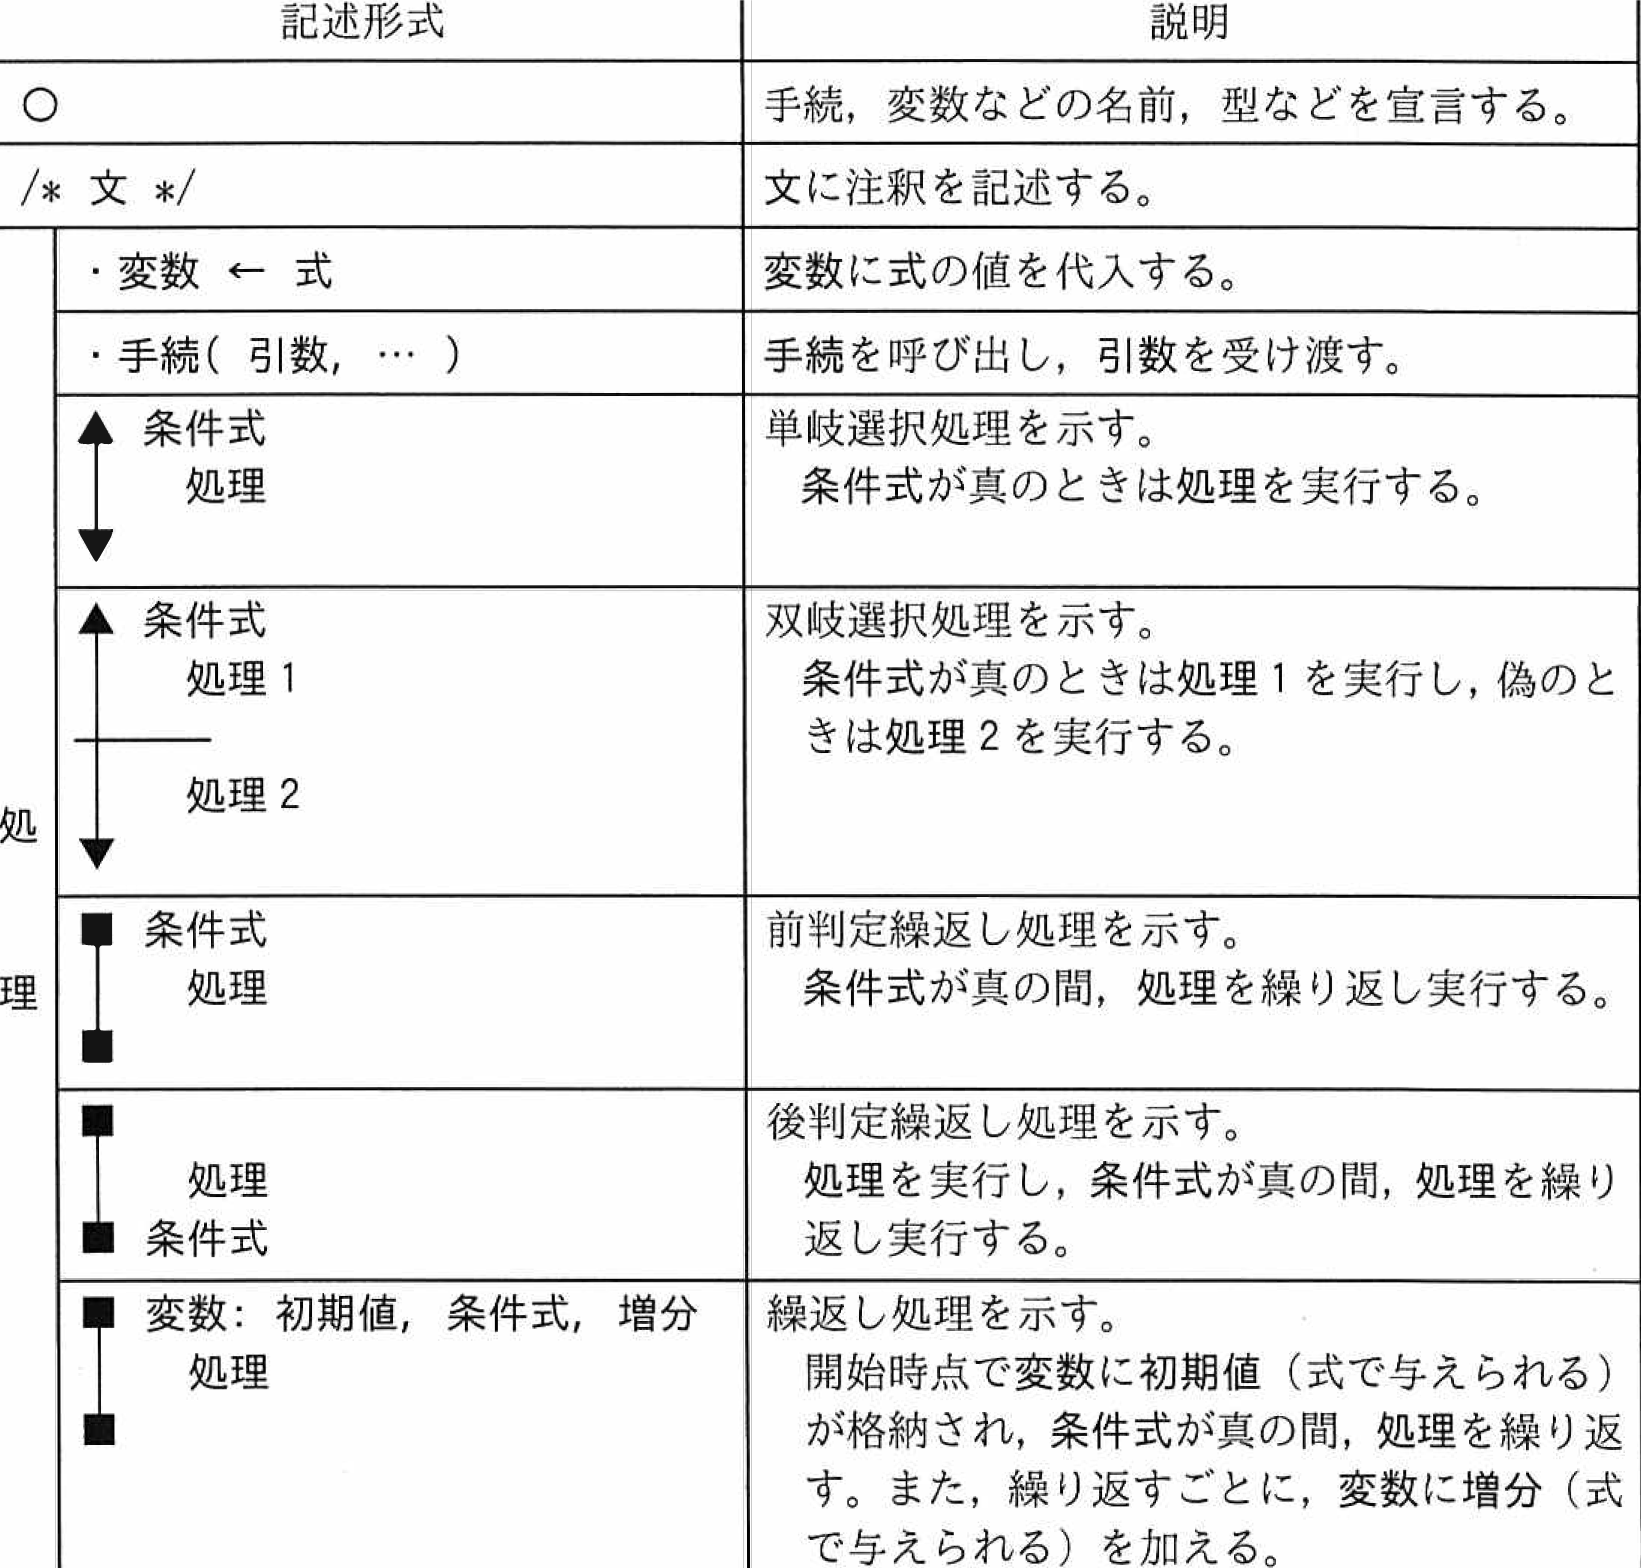 記述形式
説明
○
手続，変数などの名前，型などを宣言する。
/* 文 */
文に注釈を記述する。
処理
・変数 ← 式
変数に式の値を代入する。
・手続( 引数, … )
手続を呼び出し，引数を受け渡す。
条件式
処理
単岐選択処理を示す。
条件式が真のときは処理を実行する。
条件式
処理1
処理2
双岐選択処理を示す。
条件式が真のときは処理1を実行し，偽のと
きは処理2を実行する。
条件式
処理
前判定繰返し処理を示す。
条件式が真の間，処理を繰り返し実行する。
処理
条件式
後判定繰返し処理を示す。
処理を実行し，条件式が真の間，処理を繰り
返し実行する。
変数: 初期値, 条件式, 増分
処理
繰返し処理を示す。
開始時点で変数に初期値（式で与えられる）
が格納され，条件式が真の間，処理を繰り返
す。また，繰り返すごとに，変数に増分（式
で与えられる）を加える。